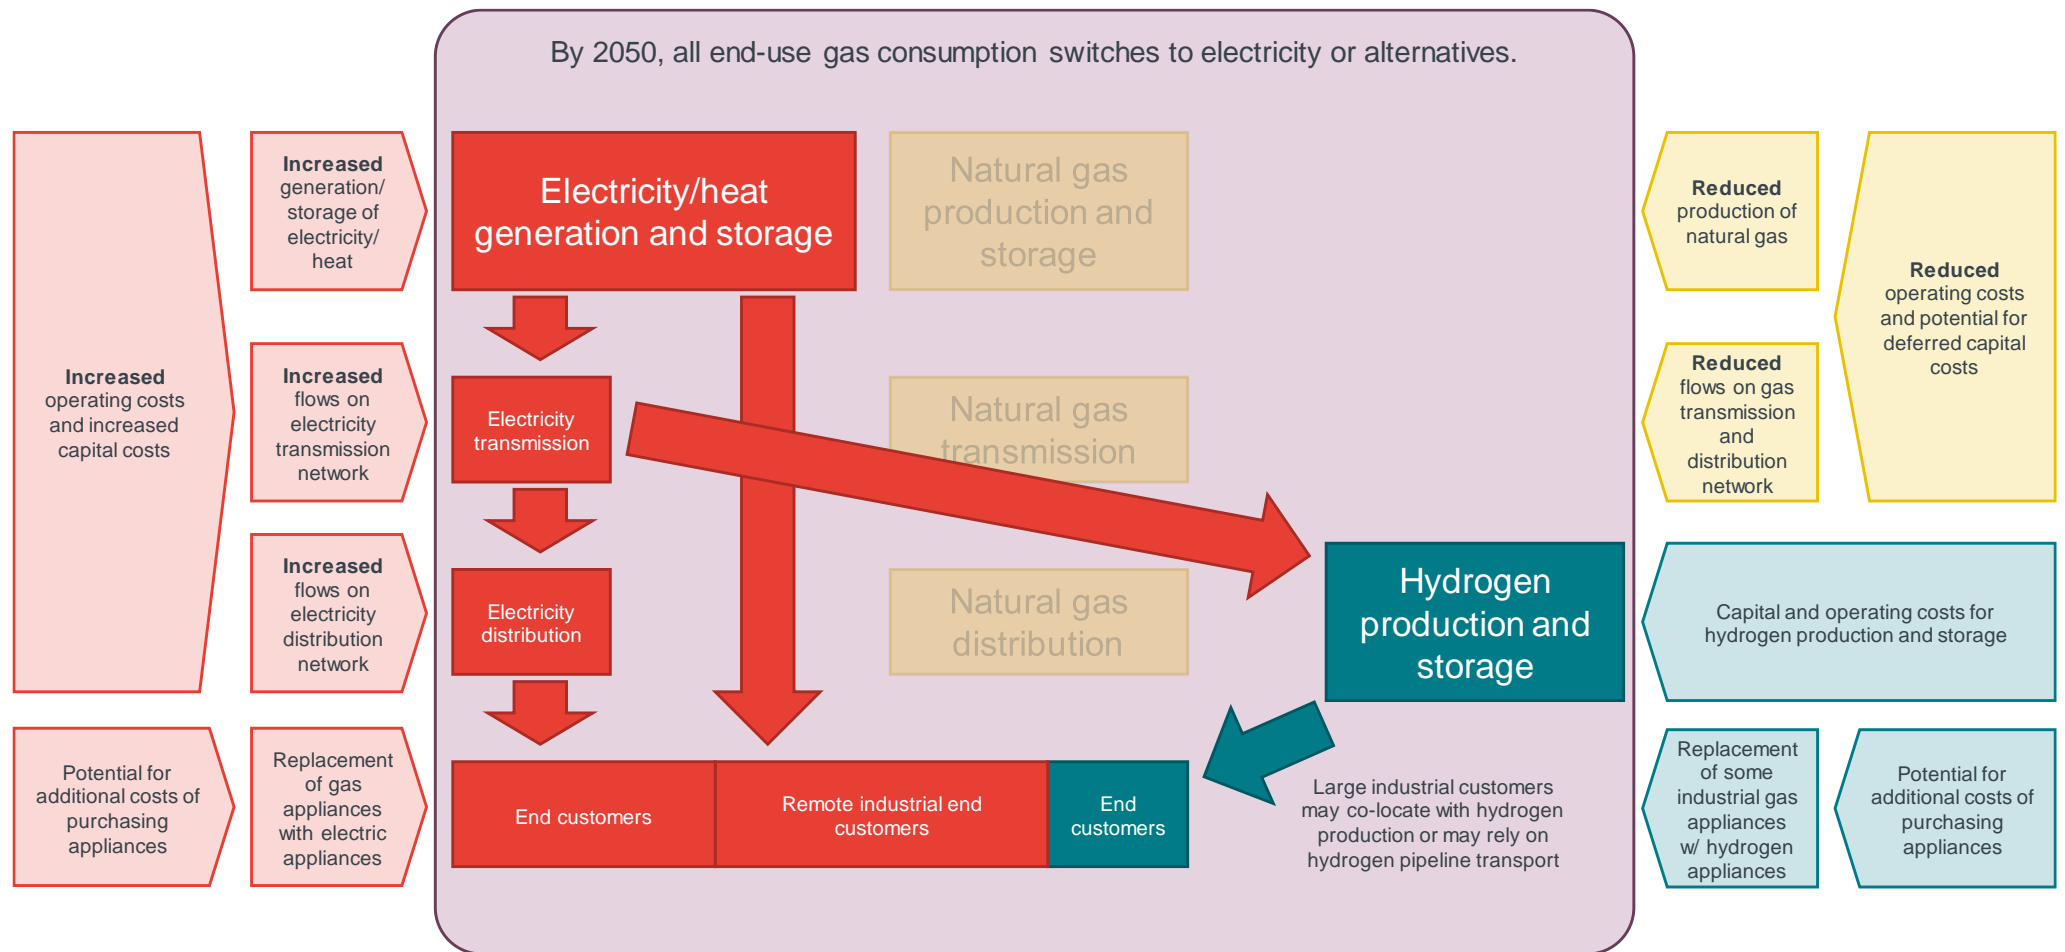 By 2050, all end-use gas consumption switches to electricity or alternatives.
Increased
operating costs
and increased
capital costs
Increased
generation/
storage of
electricity/
heat
Increased
flows on
electricity
transmission
network
Increased
flows on
electricity
distribution
network
Potential for
additional costs of
purchasing
appliances
Replacement
of gas
appliances
with electric
appliances
Electricity/heat
generation and storage
Electricity
transmission
Electricity
distribution
Natural gas
production and
storage
Natural gas
transmission
Natural gas
distribution
Hydrogen
production and
storage
End customers
Remote industrial end
customers
End
customers
Large industrial customers
may co-locate with hydrogen
production or may rely on
hydrogen pipeline transport
Reduced
production of
natural gas
Reduced
flows on gas
transmission
and
distribution
network
Reduced
operating costs
and potential for
deferred capital
costs
Capital and operating costs for
hydrogen production and storage
Replacement
of some
industrial gas
appliances
w/ hydrogen
appliances
Potential for
additional costs of
purchasing
appliances